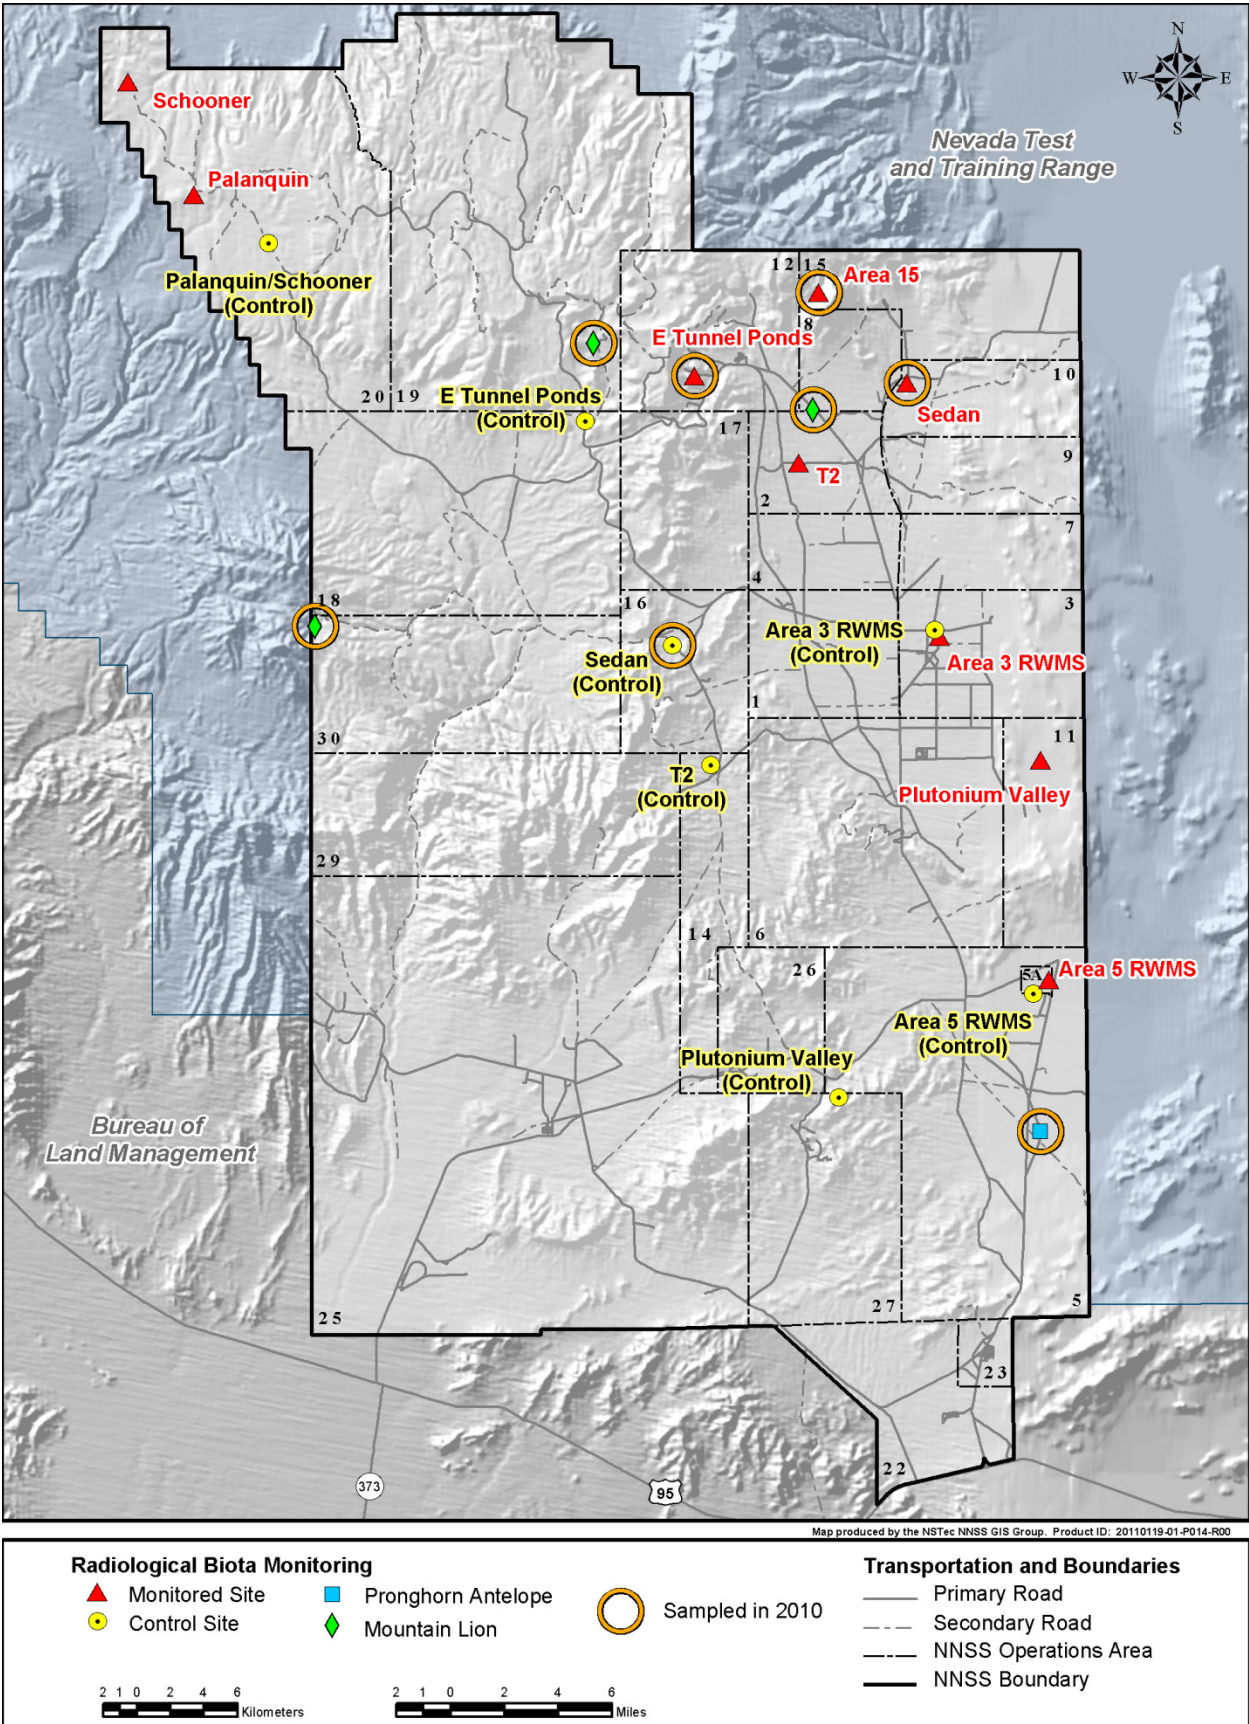 N
W E
S
Schooner
Nevada Test
and Training Range
Palanquin
Palanquin/Schooner
(Control)
12 15
Area 15
8
E Tunnel Ponds
10
20 19
E Tunnel Ponds
(Control)
Sedan
17
9
T2
2
7
4
18
16
3
Area 3 RWMS
(Control)
Sedan
(Control)
Area 3 RWMS
1
30
11
T2
(Control)
Plutonium Valley
29
14
6
26
5A
Area 5 RWMS
Area 5 RWMS
(Control)
Plutonium Valley
(Control)
Bureau of
Land Management
25
27
5
23
22
373
95
Map produced by the NSTec NNSS GIS Group. Product ID: 20110119-01-P014-R00
Radiological Biota Monitoring
Monitored Site
Control Site
Pronghorn Antelope
Mountain Lion
Sampled in 2010
Transportation and Boundaries
Primary Road
Secondary Road
NNSS Operations Area
NNSS Boundary
2 1 0 2 4 6
Kilometers
2 1 0 2 4 6
Miles